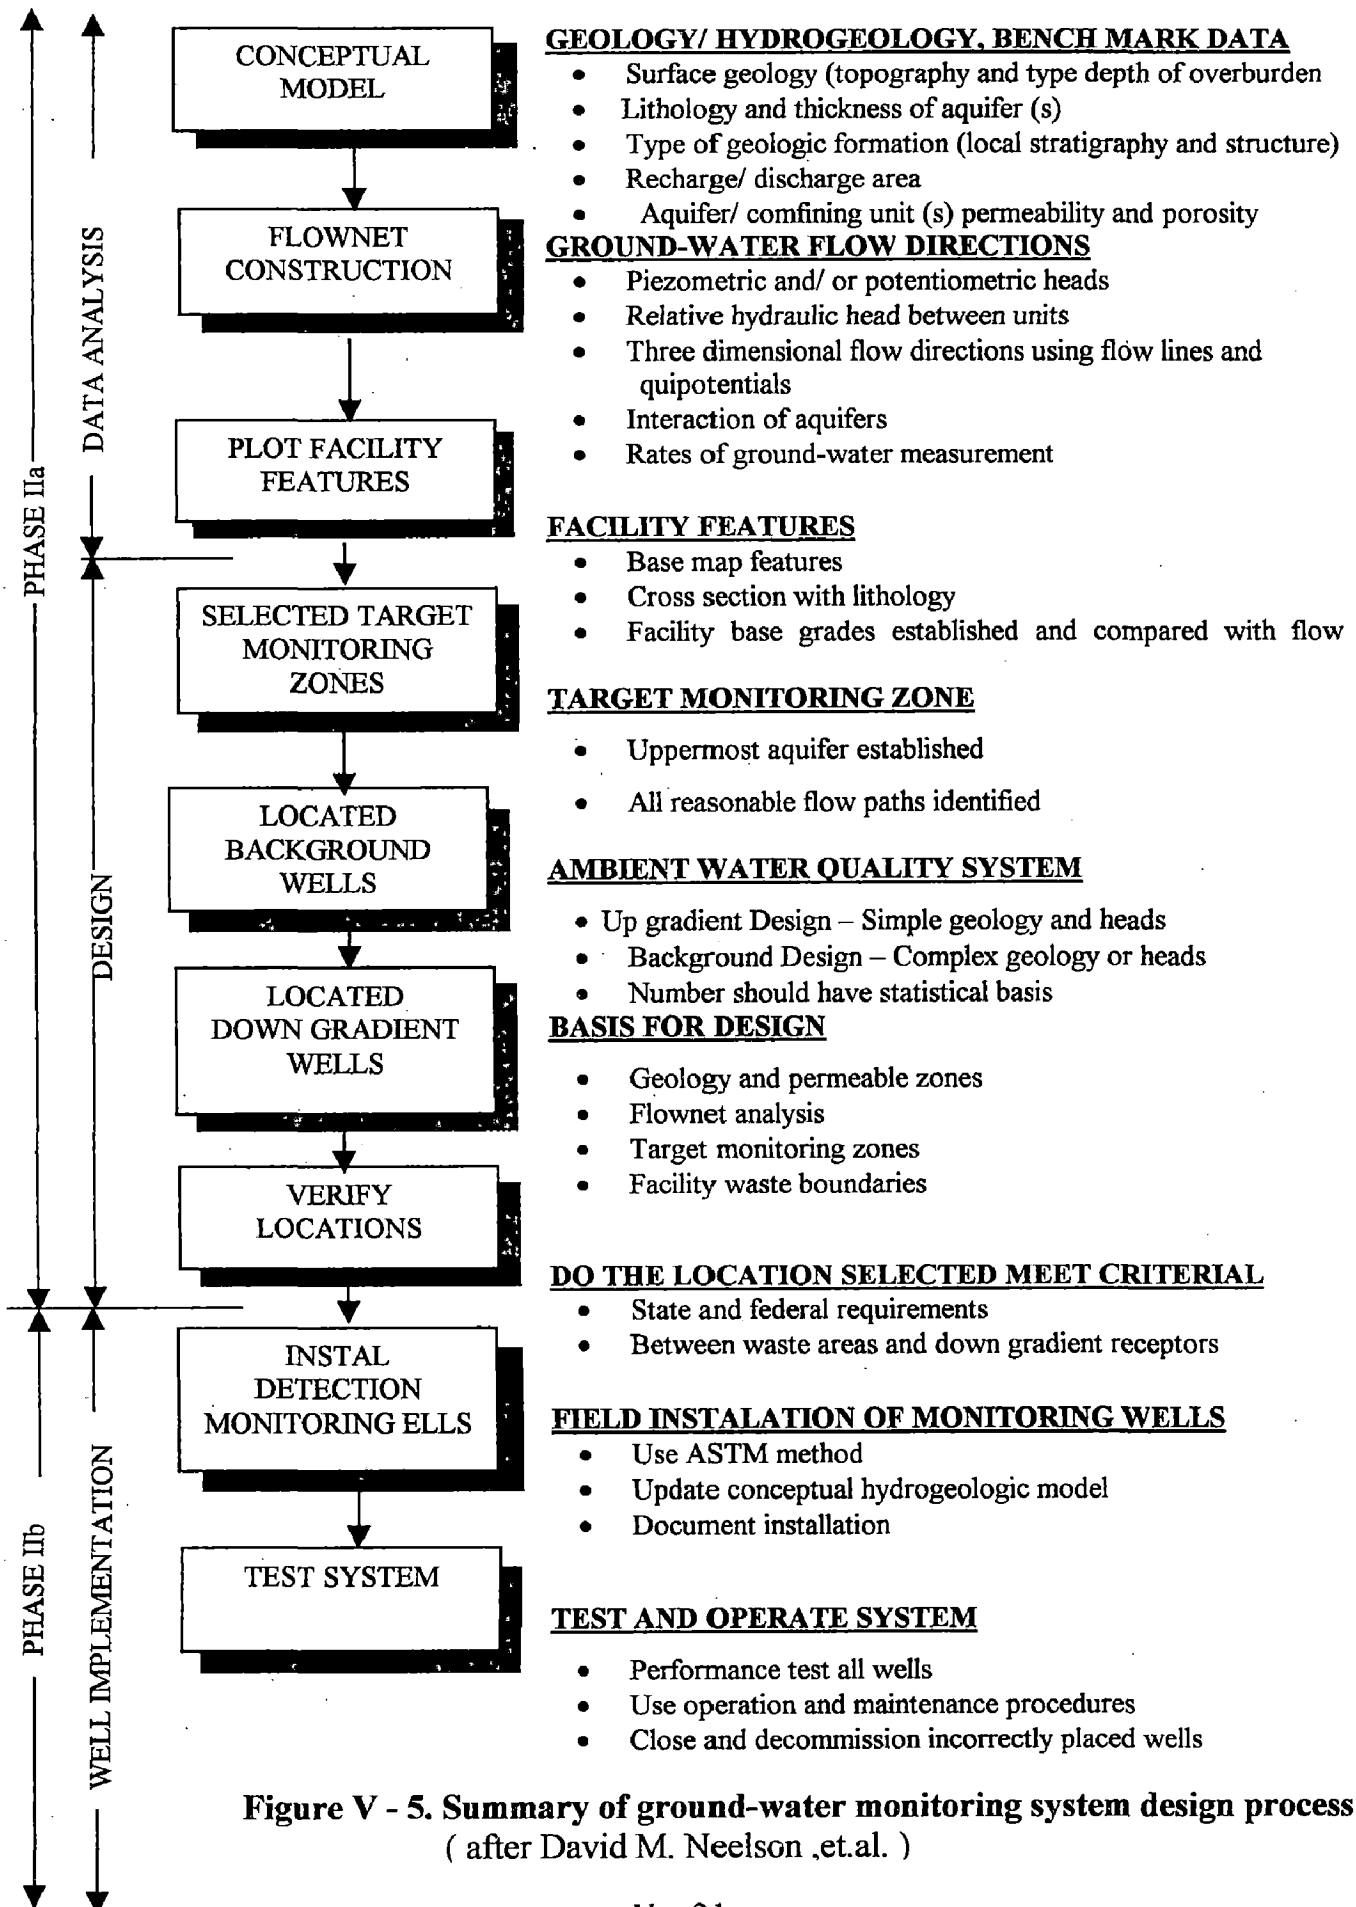 CONCEPTUAL
MODEL
FLOWNET
CONSTRUCTION
PLOT FACILITY
FEATURES
SELECTED TARGET
MONITORING
ZONES
LOCATED
BACKGROUND
WELLS
LOCATED
DOWN GRADIENT
WELLS
VERIFY
LOCATIONS
INSTAL
DETECTION
MONITORING ELLS
TEST SYSTEM
PHASE IIa
DATA ANALYSIS
DESIGN
PHASE IIb
WELL IMPLEMENTATION
GEOLOGY/ HYDROGEOLOGY, BENCH MARK DATA
• Surface geology (topography and type depth of overburden
• Lithology and thickness of aquifer (s)
• Type of geologic formation (local stratigraphy and structure)
• Recharge/ discharge area
• Aquifer/ comfining unit (s) permeability and porosity
GROUND-WATER FLOW DIRECTIONS
• Piezometric and/ or potentiometric heads
• Relative hydraulic head between units
• Three dimensional flow directions using flow lines and
quipotentials
• Interaction of aquifers
• Rates of ground-water measurement
FACILITY FEATURES
• Base map features
• Cross section with lithology
• Facility base grades established and compared with flow
TARGET MONITORING ZONE
• Uppermost aquifer established
• All reasonable flow paths identified
AMBIENT WATER QUALITY SYSTEM
• Up gradient Design – Simple geology and heads
• Background Design – Complex geology or heads
• Number should have statistical basis
BASIS FOR DESIGN
• Geology and permeable zones
• Flownet analysis
• Target monitoring zones
• Facility waste boundaries
DO THE LOCATION SELECTED MEET CRITERIAL
• State and federal requirements
• Between waste areas and down gradient receptors
FIELD INSTALATION OF MONITORING WELLS
• Use ASTM method
• Update conceptual hydrogeologic model
• Document installation
TEST AND OPERATE SYSTEM
• Performance test all wells
• Use operation and maintenance procedures
• Close and decommission incorrectly placed wells
Figure V - 5. Summary of ground-water monitoring system design process
( after David M. Neelson ,et.al. )